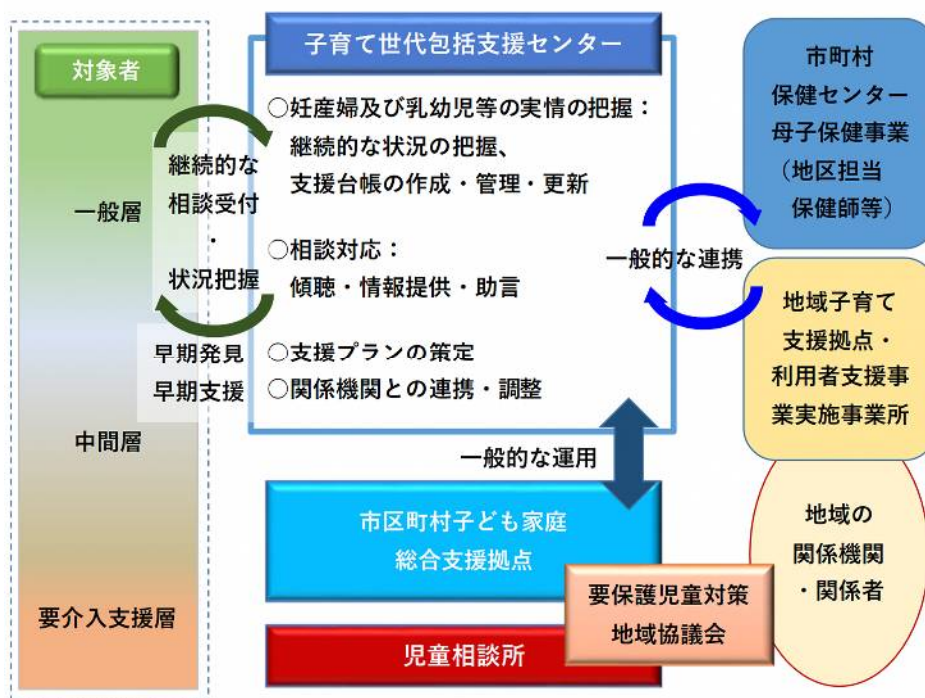 対象者
一般層
中間層
要介入支援層
継続的な
相談受付
・
状況把握
早期発見
早期支援
子育て世代包括支援センター
○妊産婦及び乳幼児等の実情の把握：
継続的な状況の把握、
支援台帳の作成・管理・更新
○相談対応：
傾聴・情報提供・助言
○支援プランの策定
○関係機関との連携・調整
一般的な連携
一般的な運用
市区町村子ども家庭
総合支援拠点
児童相談所
要保護児童対策
地域協議会
市町村
保健センター
母子保健事業
（地区担当
保健師等）
地域子育て
支援拠点・
利用者支援事
業実施事業所
地域の
関係機関
・関係者